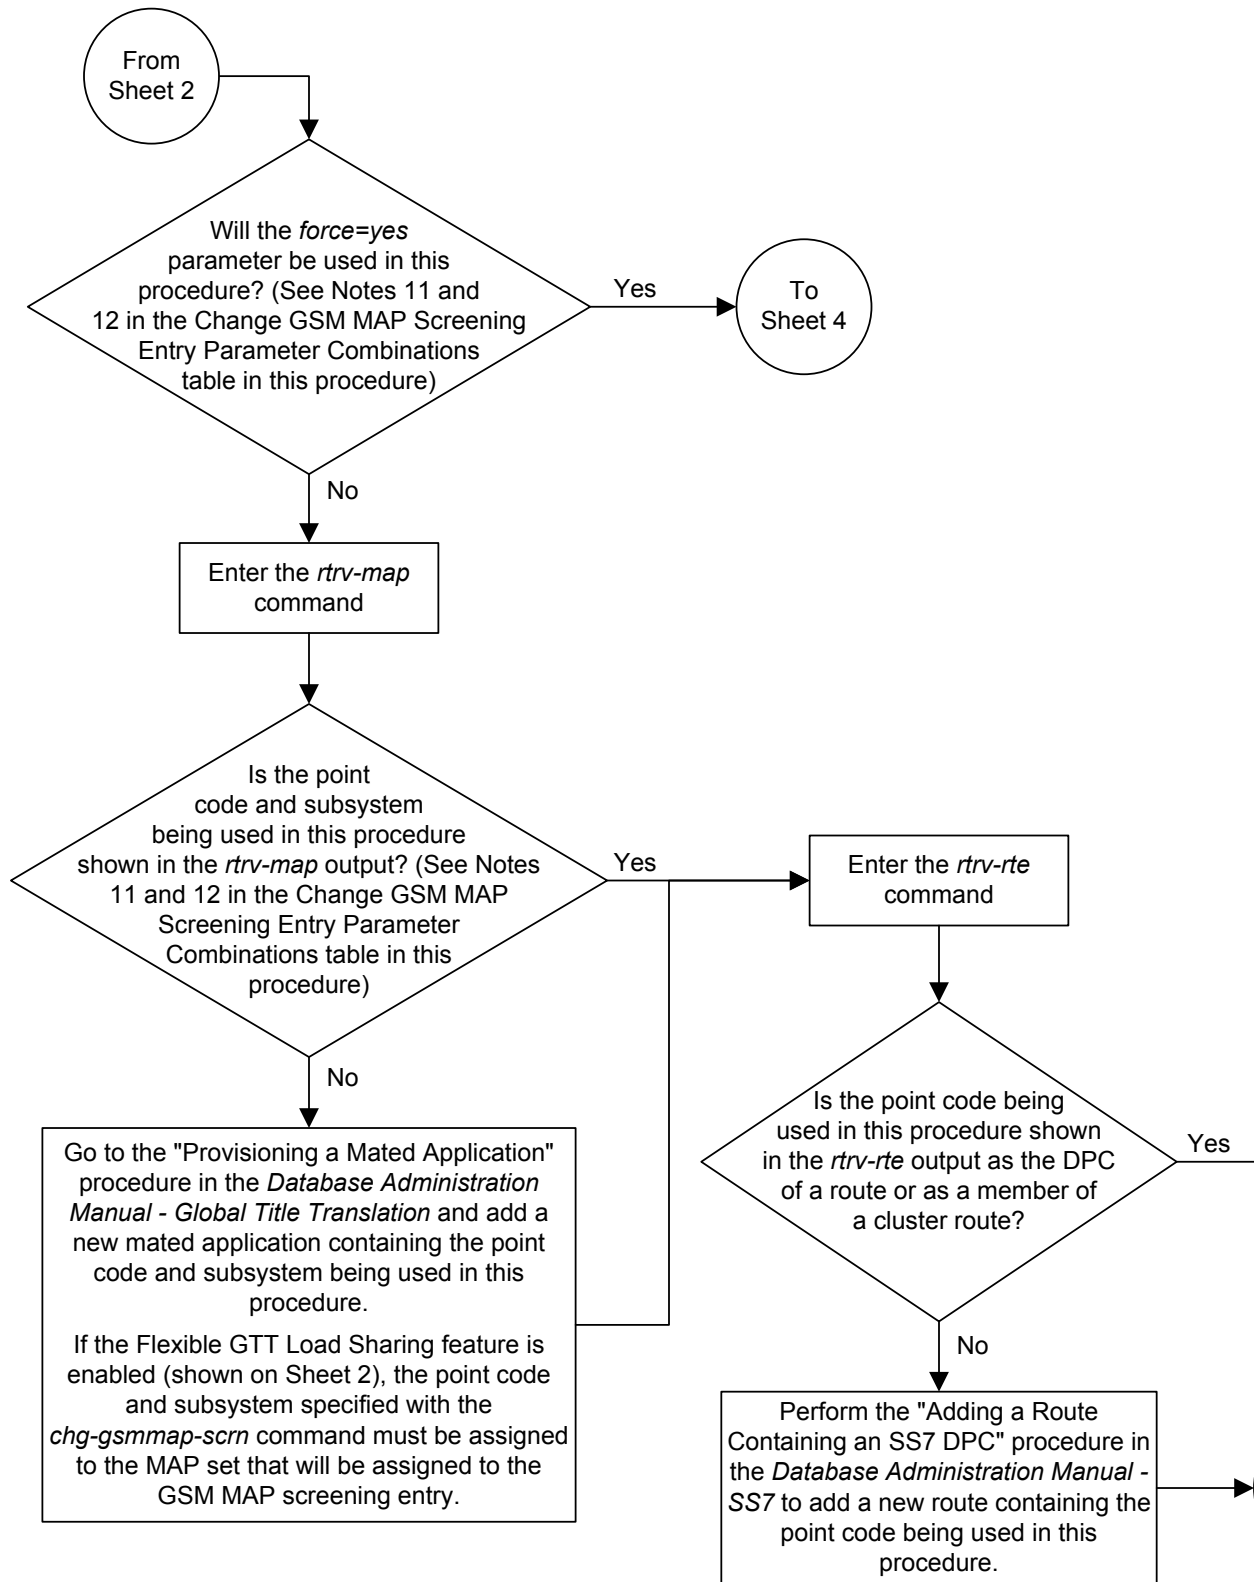 From
Sheet 2
Will the force=yes
parameter be used in this
procedure? (See Notes 11 and
12 in the Change GSM MAP Screening
Entry Parameter Combinations
table in this procedure)
Yes
To
Sheet 4
No
Enter the rtrv-map
command
Is the point
code and subsystem
being used in this procedure
shown in the rtrv-map output? (See Notes
11 and 12 in the Change GSM MAP
Screening Entry Parameter
Combinations table in this
procedure)
Yes
No
Go to the "Provisioning a Mated Application"
procedure in the Database Administration
Manual - Global Title Translation and add a
new mated application containing the point
code and subsystem being used in this
procedure.
If the Flexible GTT Load Sharing feature is
enabled (shown on Sheet 2), the point code
and subsystem specified with the
chg-gsmmap-scrn command must be assigned
to the MAP set that will be assigned to the
GSM MAP screening entry.
Enter the rtrv-rte
command
Is the point code being
used in this procedure shown
in the rtrv-rte output as the DPC
of a route or as a member of
a cluster route?
Yes
No
Perform the "Adding a Route
Containing an SS7 DPC" procedure in
the Database Administration Manual -
SS7 to add a new route containing the
point code being used in this
procedure.